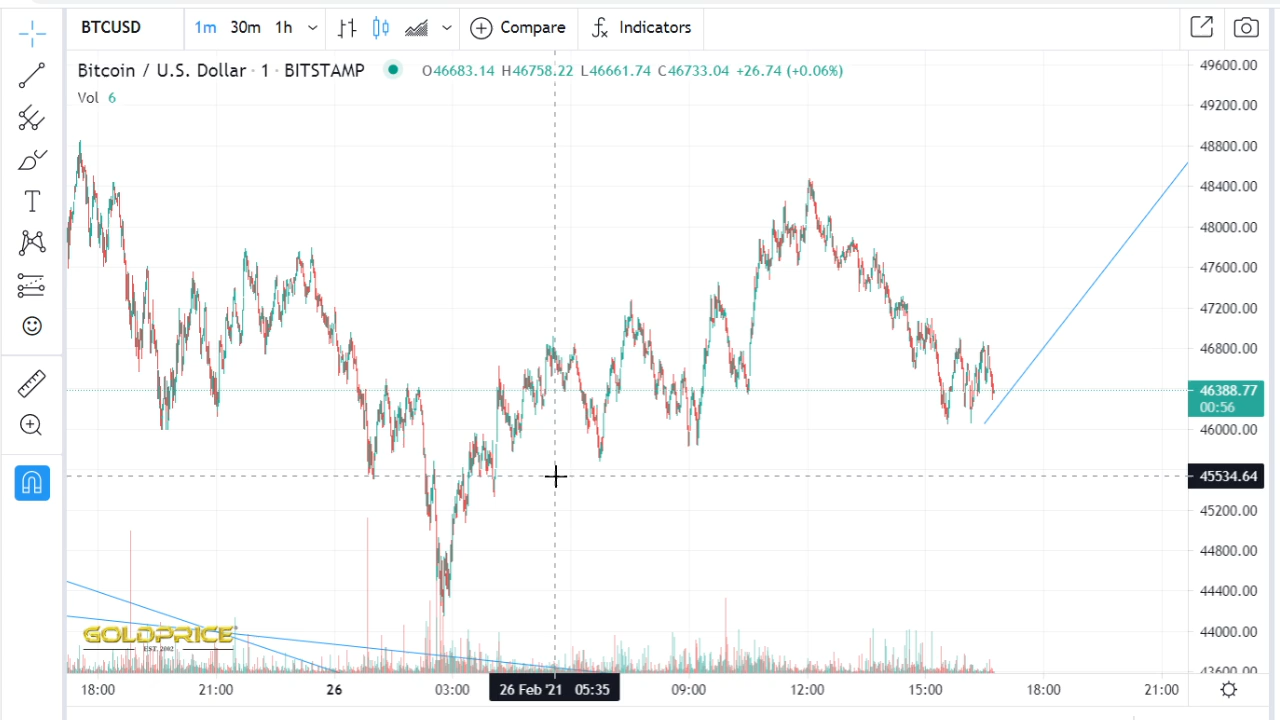 BTCUSD 1m 30m 1h Compare Indicators
Bitcoin / U.S. Dollar · 1 · BITSTAMP O46683.14 H46758.22 L46661.74 C46733.04 +26.74 (+0.06%)
Vol 6
49600.00
49200.00
48800.00
48400.00
48000.00
47600.00
47200.00
46800.00
46388.77
00:56
46000.00
45534.64
45200.00
44800.00
44400.00
44000.00
43600.00
GOLDPRICE
EST. 2002
18:00 21:00 26 03:00 26 Feb '21 05:35 09:00 12:00 15:00 18:00 21:00